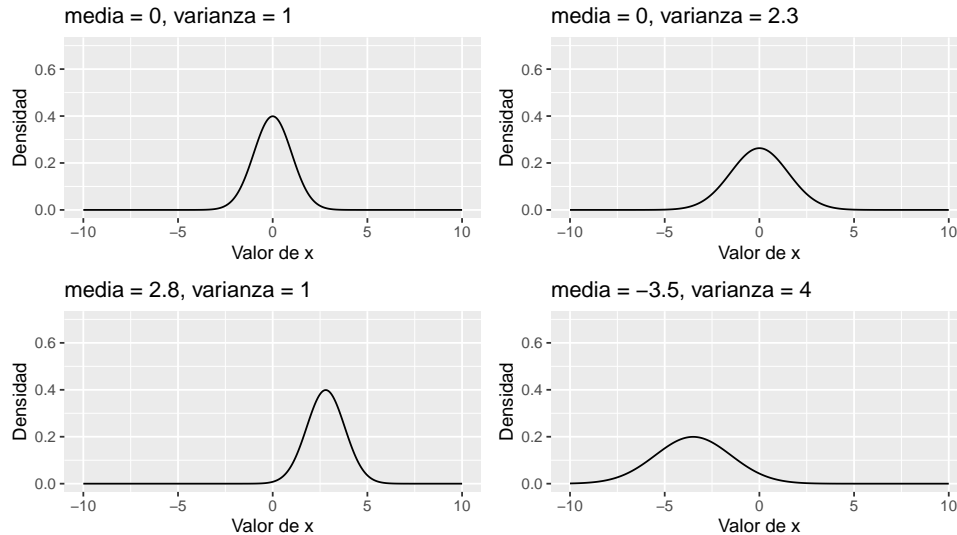 media = 0, varianza = 1
0.6
0.4
0.2
0.0
Densidad
−10 −5 0 5 10
Valor de x
media = 0, varianza = 2.3
0.6
0.4
0.2
0.0
Densidad
−10 −5 0 5 10
Valor de x
media = 2.8, varianza = 1
0.6
0.4
0.2
0.0
Densidad
−10 −5 0 5 10
Valor de x
media = −3.5, varianza = 4
0.6
0.4
0.2
0.0
Densidad
−10 −5 0 5 10
Valor de x